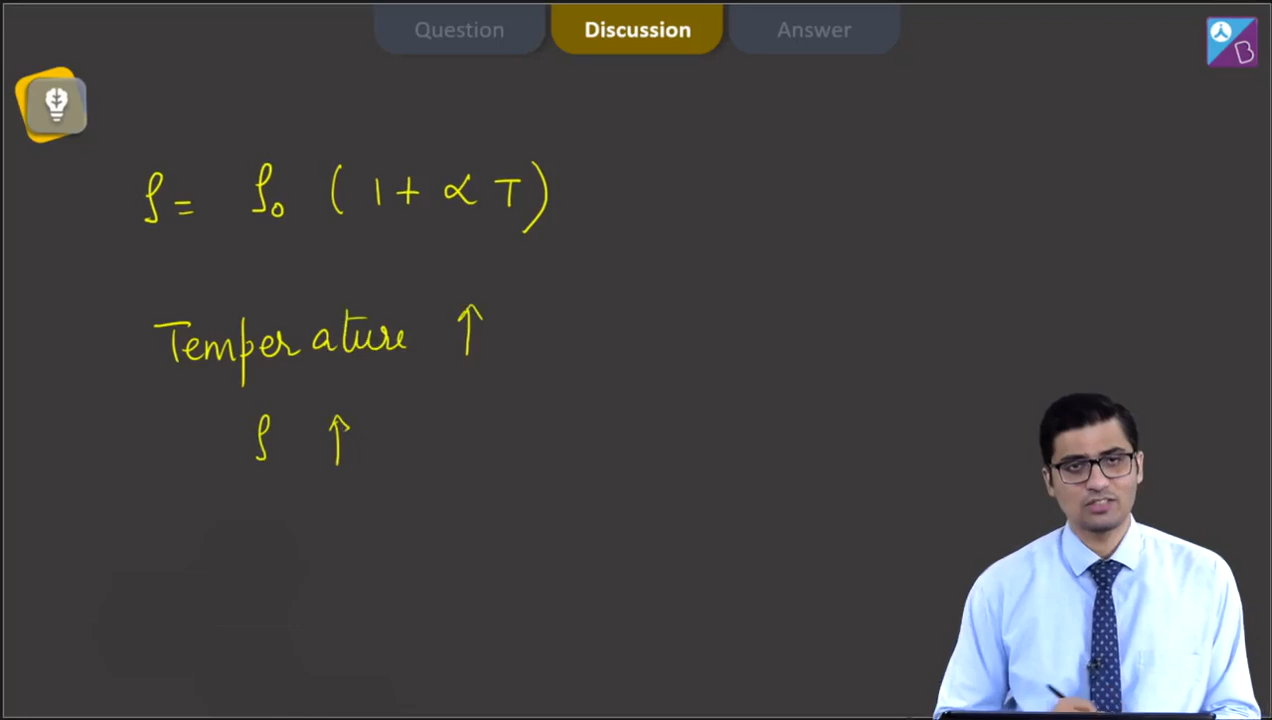 Question Discussion Answer
B
ρ = ρ₀ ( 1 + α T )
Temperature ↑
ρ ↑